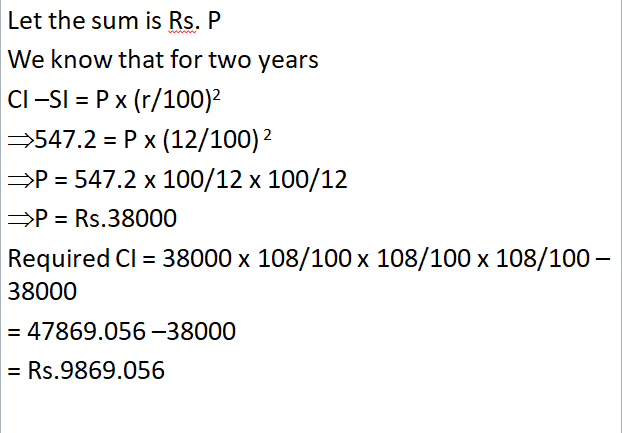 Let the sum is Rs. P
We know that for two years
CI –SI = P x (r/100)²
⇒547.2 = P x (12/100) ²
⇒P = 547.2 x 100/12 x 100/12
⇒P = Rs.38000
Required CI = 38000 x 108/100 x 108/100 x 108/100 –
38000
= 47869.056 –38000
= Rs.9869.056